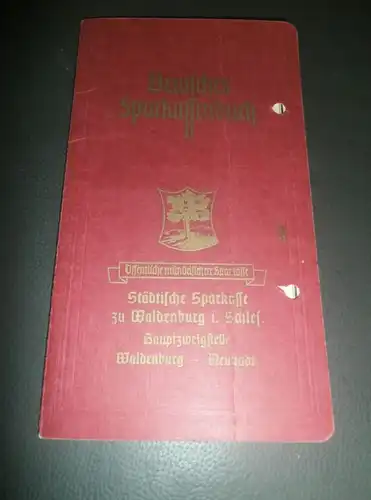 Deutsches
Sparkassenbuch
Öffentliche mündelsichere Sparkasse
Städtische Sparkasse
zu Waldenburg i. Schles.
Hauptzweigstelle
Waldenburg – Neustadt